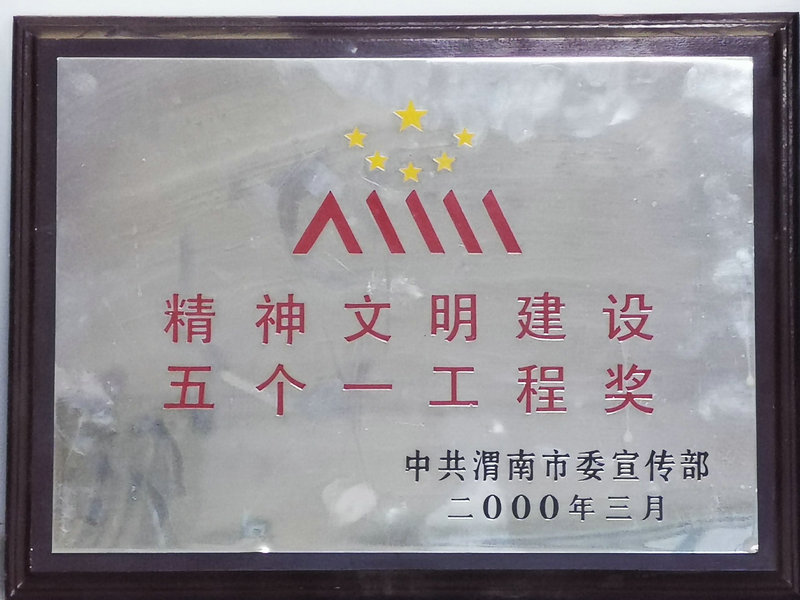 精神文明建设
五个一工程奖
中共渭南市委宣传部
二000年三月